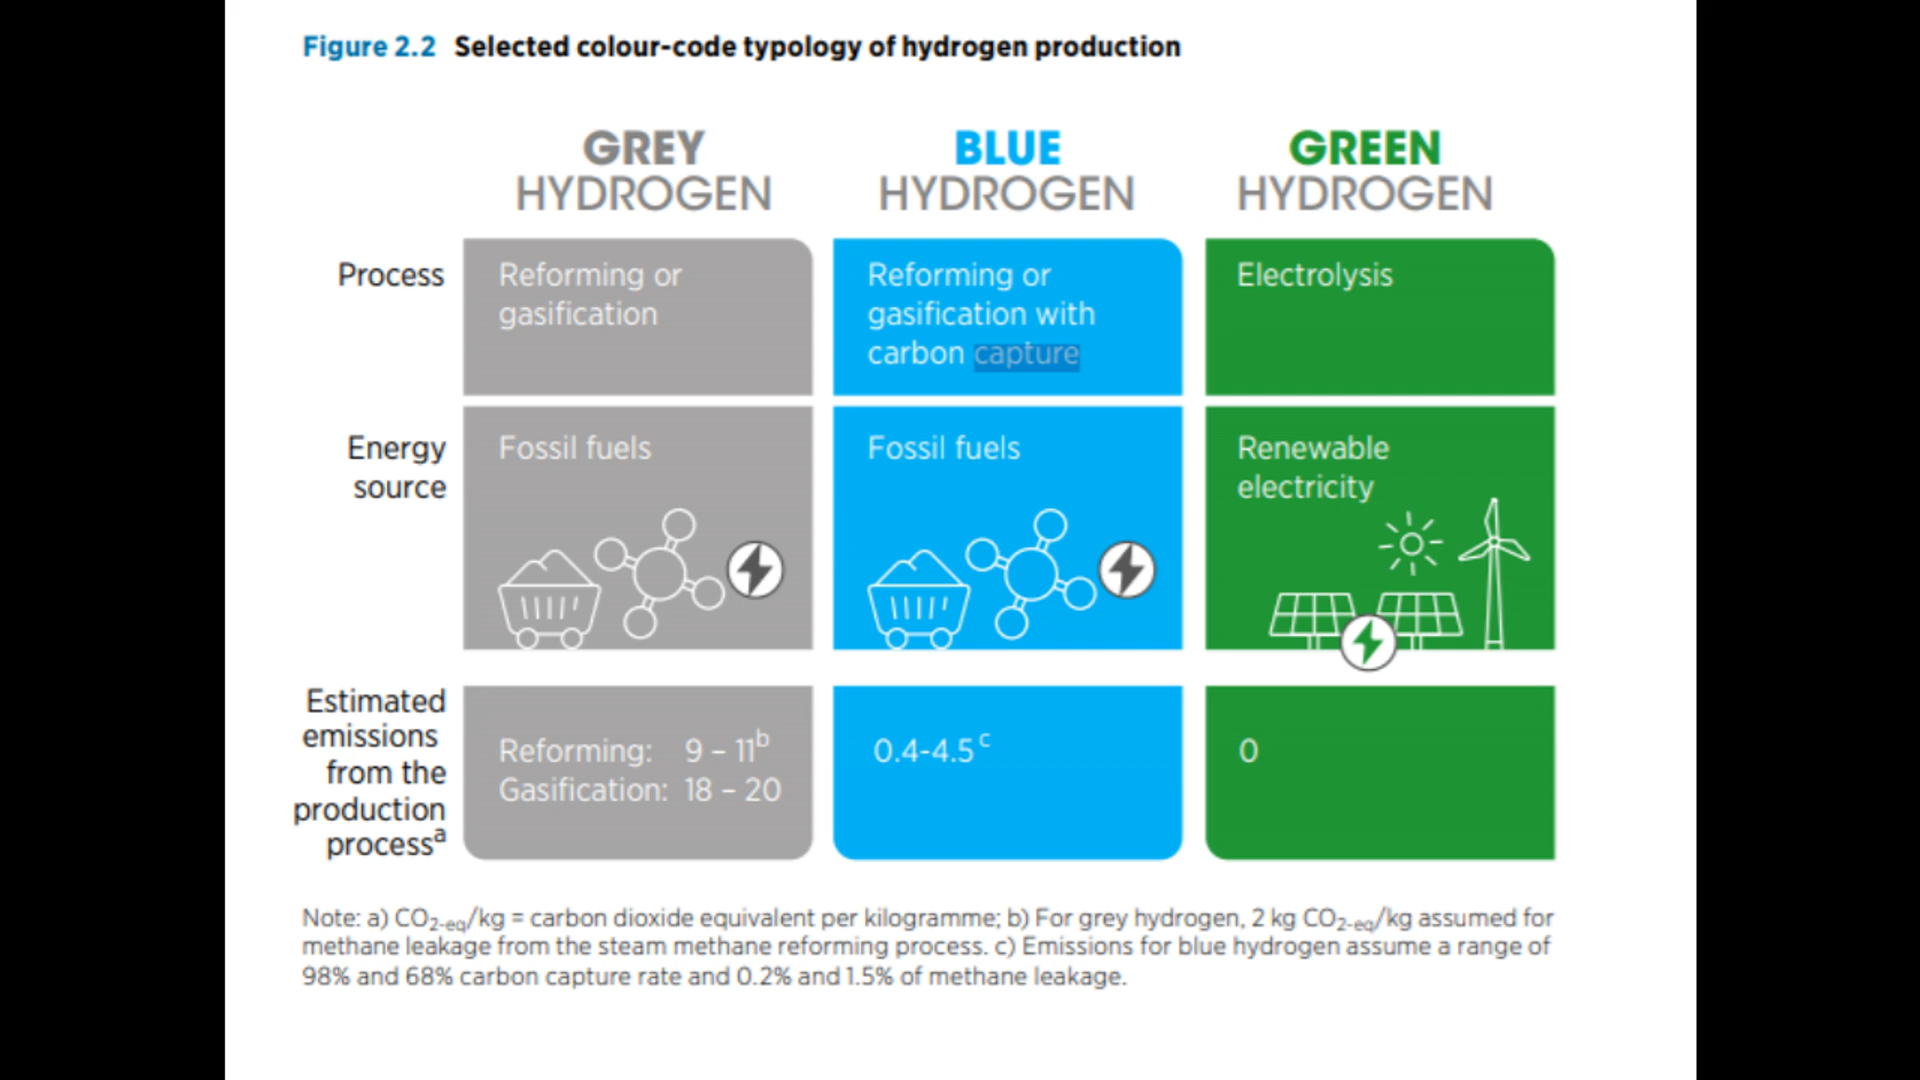 Figure 2.2 Selected colour-code typology of hydrogen production
GREY
HYDROGEN
BLUE
HYDROGEN
GREEN
HYDROGEN
Process
Reforming or
gasification
Reforming or
gasification with
carbon capture
Electrolysis
Energy
source
Fossil fuels
Fossil fuels
Renewable
electricity
Estimated
emissions
from the
production
processᵃ
Reforming: 9 – 11ᵇ
Gasification: 18 – 20
0.4-4.5ᶜ
0
Note: a) CO₂₋ₑq/kg = carbon dioxide equivalent per kilogramme; b) For grey hydrogen, 2 kg CO₂₋ₑq/kg assumed for
methane leakage from the steam methane reforming process. c) Emissions for blue hydrogen assume a range of
98% and 68% carbon capture rate and 0.2% and 1.5% of methane leakage.